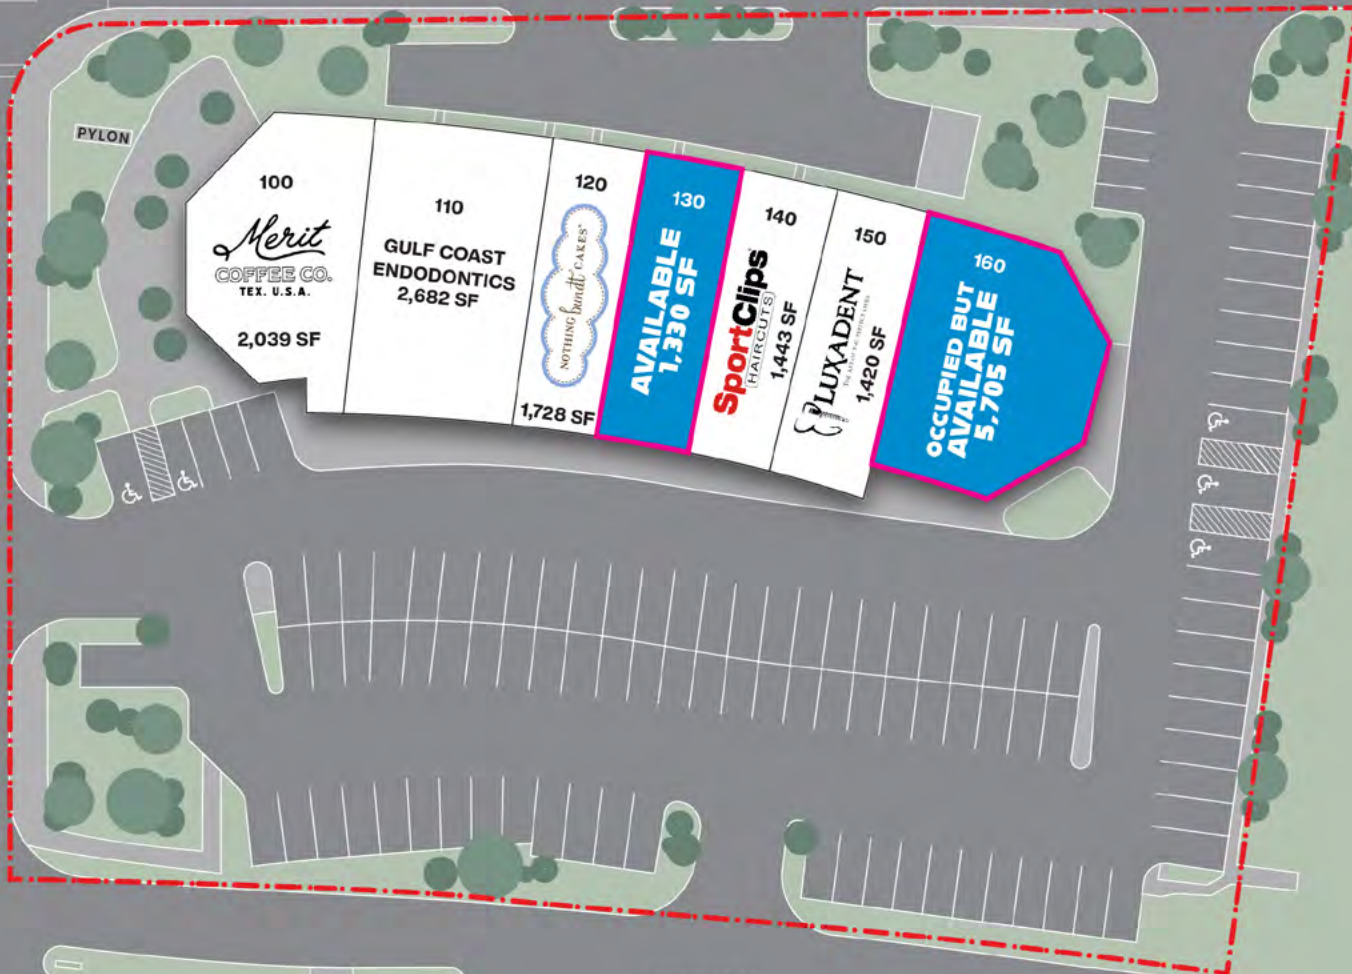 PYLON
100
Merit
COFFEE CO.
TEX. U.S.A.
2,039 SF
110
GULF COAST
ENDODONTICS
2,682 SF
120
NOTHING bundt CAKES®
1,728 SF
130
AVAILABLE
1,330 SF
140
SportClips
HAIRCUTS
1,443 SF
150
LUXADENT
1,420 SF
160
OCCUPIED BUT
AVAILABLE
5,705 SF